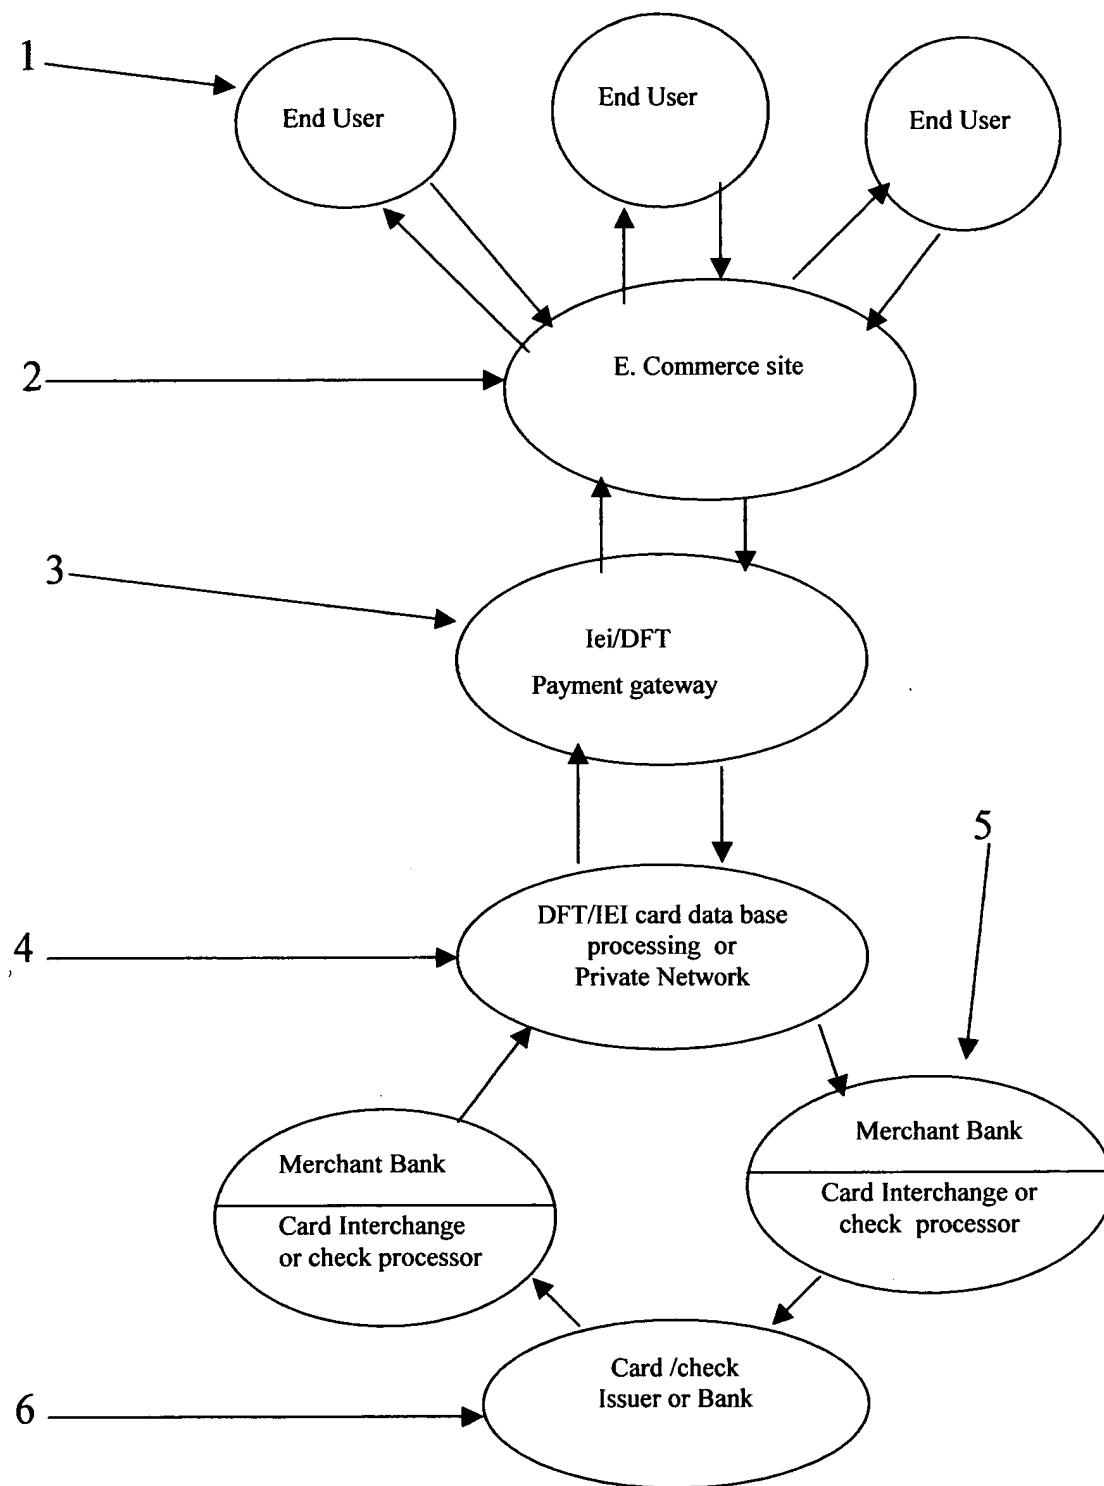 1
End User
End User
End User
2
E. Commerce site
3
Iei/DFT
Payment gateway
5
4
DFT/IEI card data base
processing or
Private Network
Merchant Bank
Card Interchange or
check processor
Merchant Bank
Card Interchange
or check processor
6
Card /check
Issuer or Bank